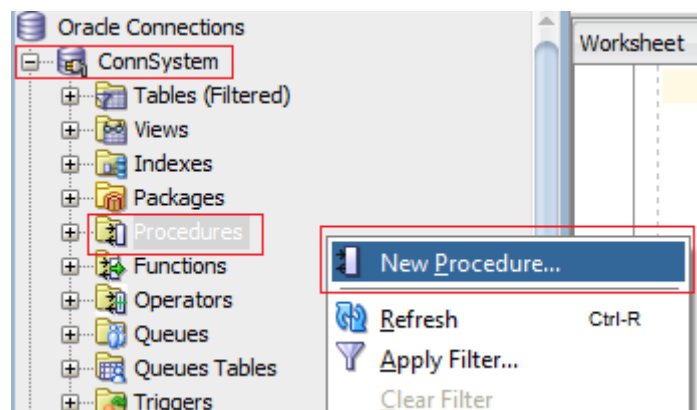 Oracle Connections
ConnSystem
Tables (Filtered)
Views
Indexes
Packages
Procedures
Functions
Operators
Queues
Queues Tables
Triggers
Worksheet
New Procedure...
Refresh Ctrl-R
Apply Filter...
Clear Filter